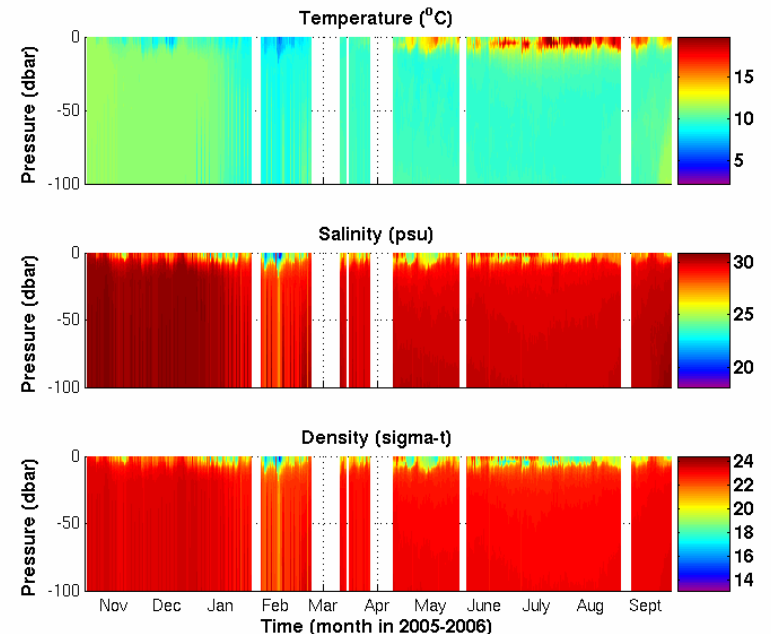 Temperature (⁰C)
Pressure (dbar)
0
-50
-100
15
10
5
Salinity (psu)
Pressure (dbar)
0
-50
-100
30
25
20
Density (sigma-t)
Pressure (dbar)
0
-50
-100
24
22
20
18
16
14
Nov Dec Jan Feb Mar Apr May June July Aug Sept
Time (month in 2005-2006)